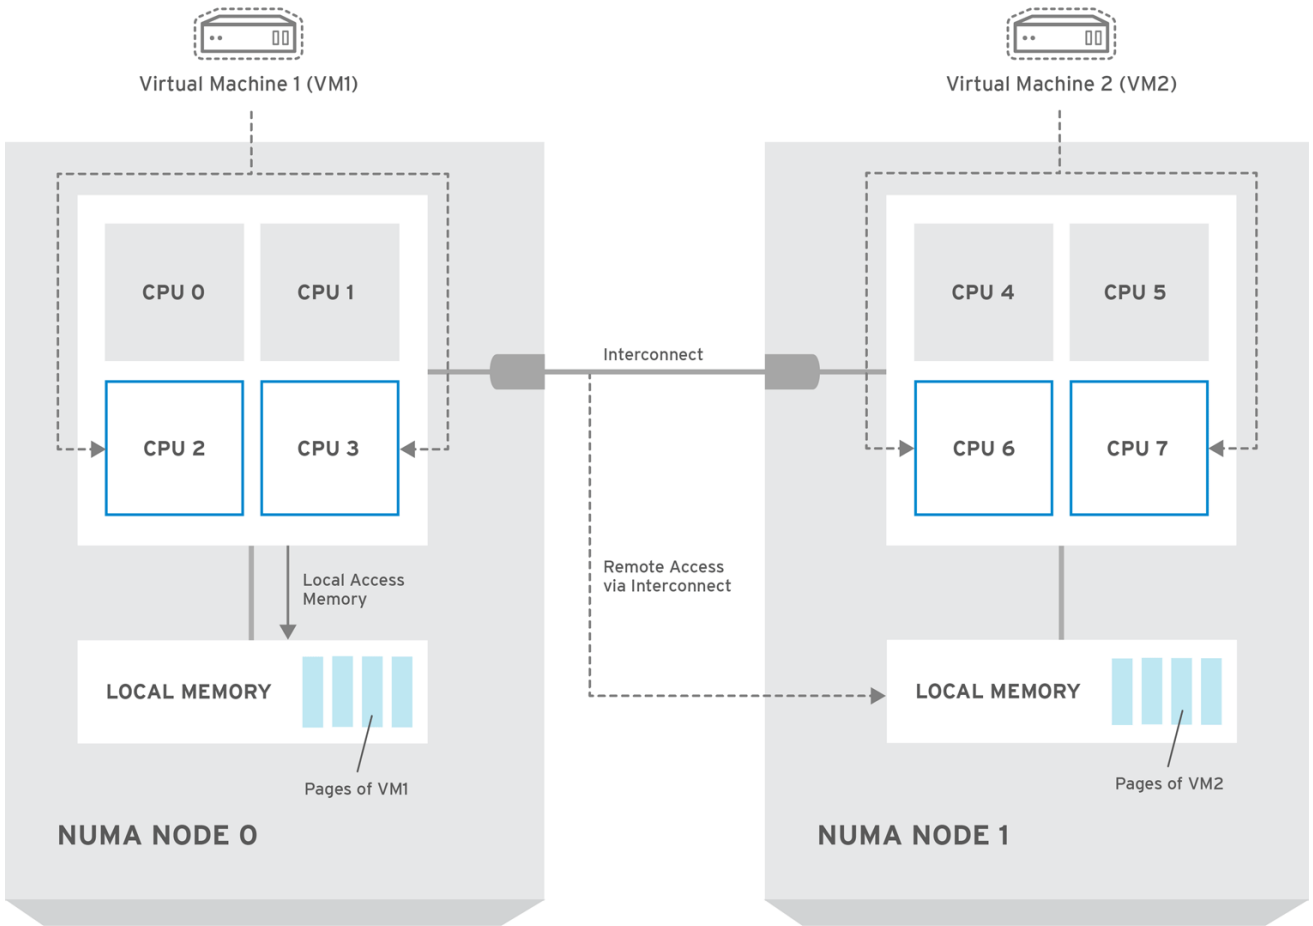 Virtual Machine 1 (VM1)
Virtual Machine 2 (VM2)
CPU 0
CPU 1
CPU 4
CPU 5
Interconnect
CPU 2
CPU 3
CPU 6
CPU 7
Local Access
Memory
Remote Access
via Interconnect
LOCAL MEMORY
LOCAL MEMORY
Pages of VM1
Pages of VM2
NUMA NODE 0
NUMA NODE 1